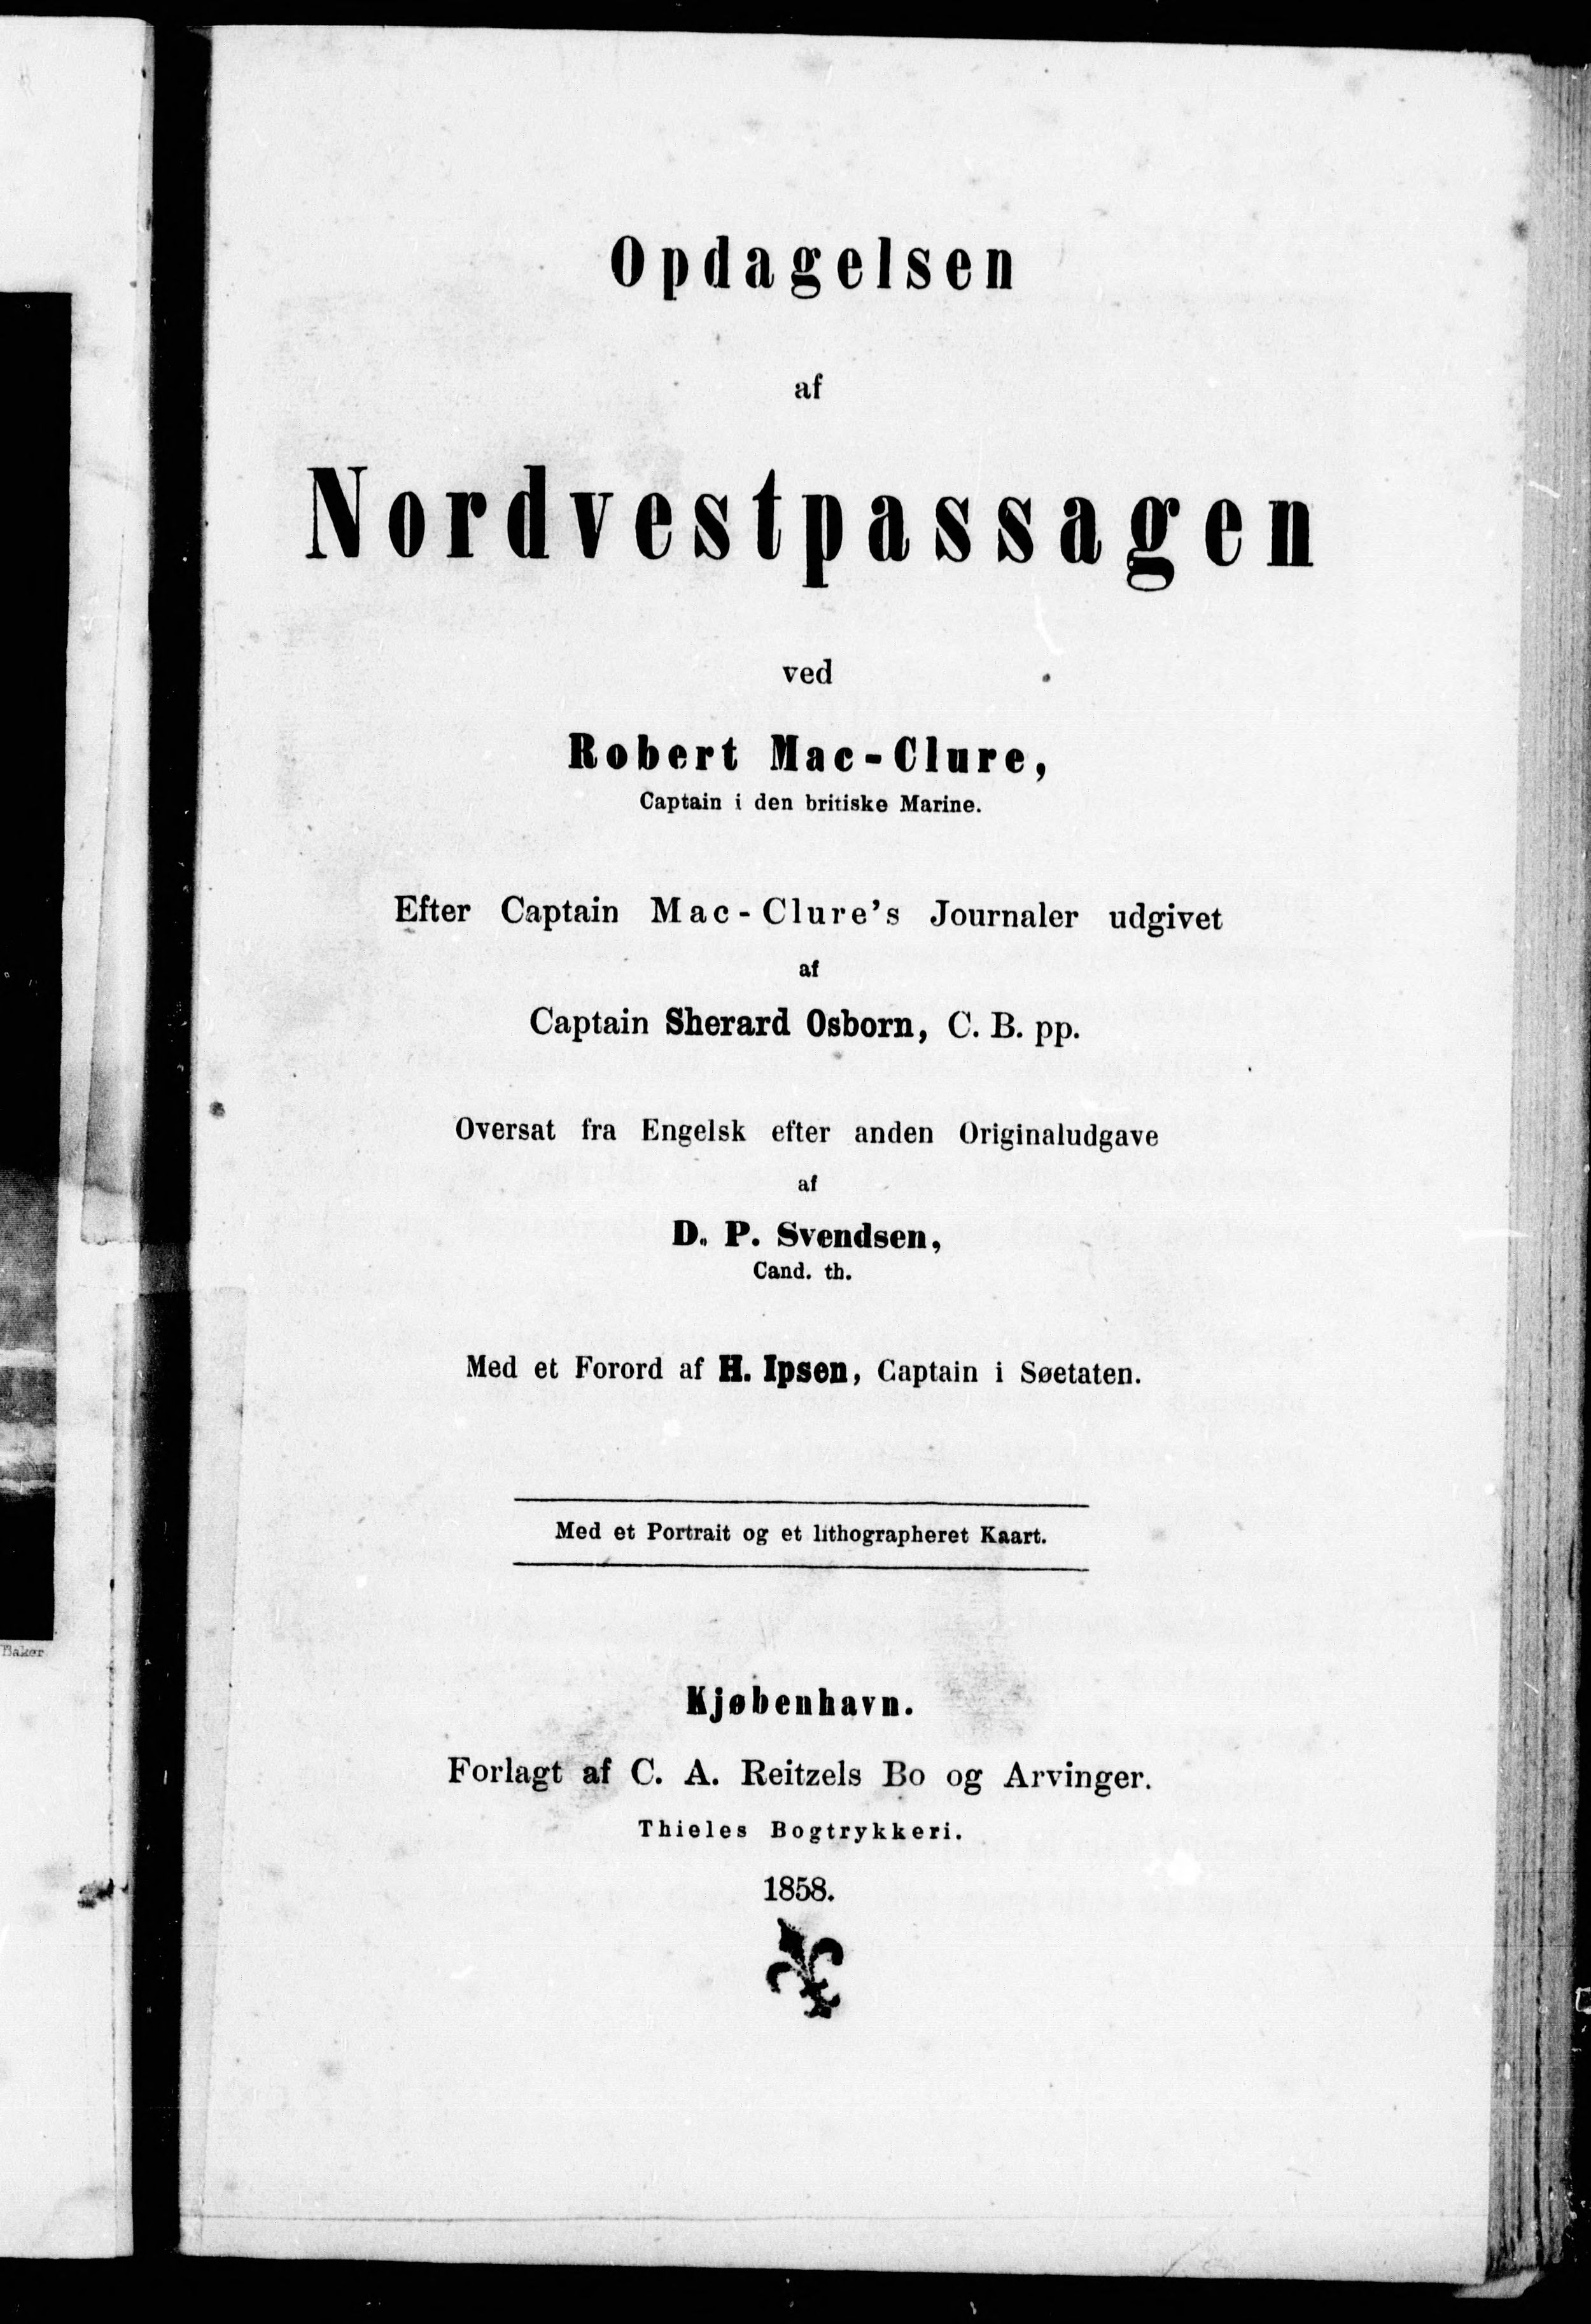 Opdagelsen
af
Nordvestpassagen
ved
Robert Mac-Clure,
Captain i den britiske Marine.
Efter Captain Mac-Clure's Journaler udgivet
af
Captain Sherard Osborn, C. B. pp.
Oversat fra Engelsk efter anden Originaludgave
af
D. P. Svendsen,
Cand. th.
Med et Forord af H. Ipsen, Captain i Søetaten.
Med et Portrait og et lithographeret Kaart.
Kjøbenhavn.
Forlagt af C. A. Reitzels Bo og Arvinger.
Thieles Bogtrykkeri.
1858.
Baker